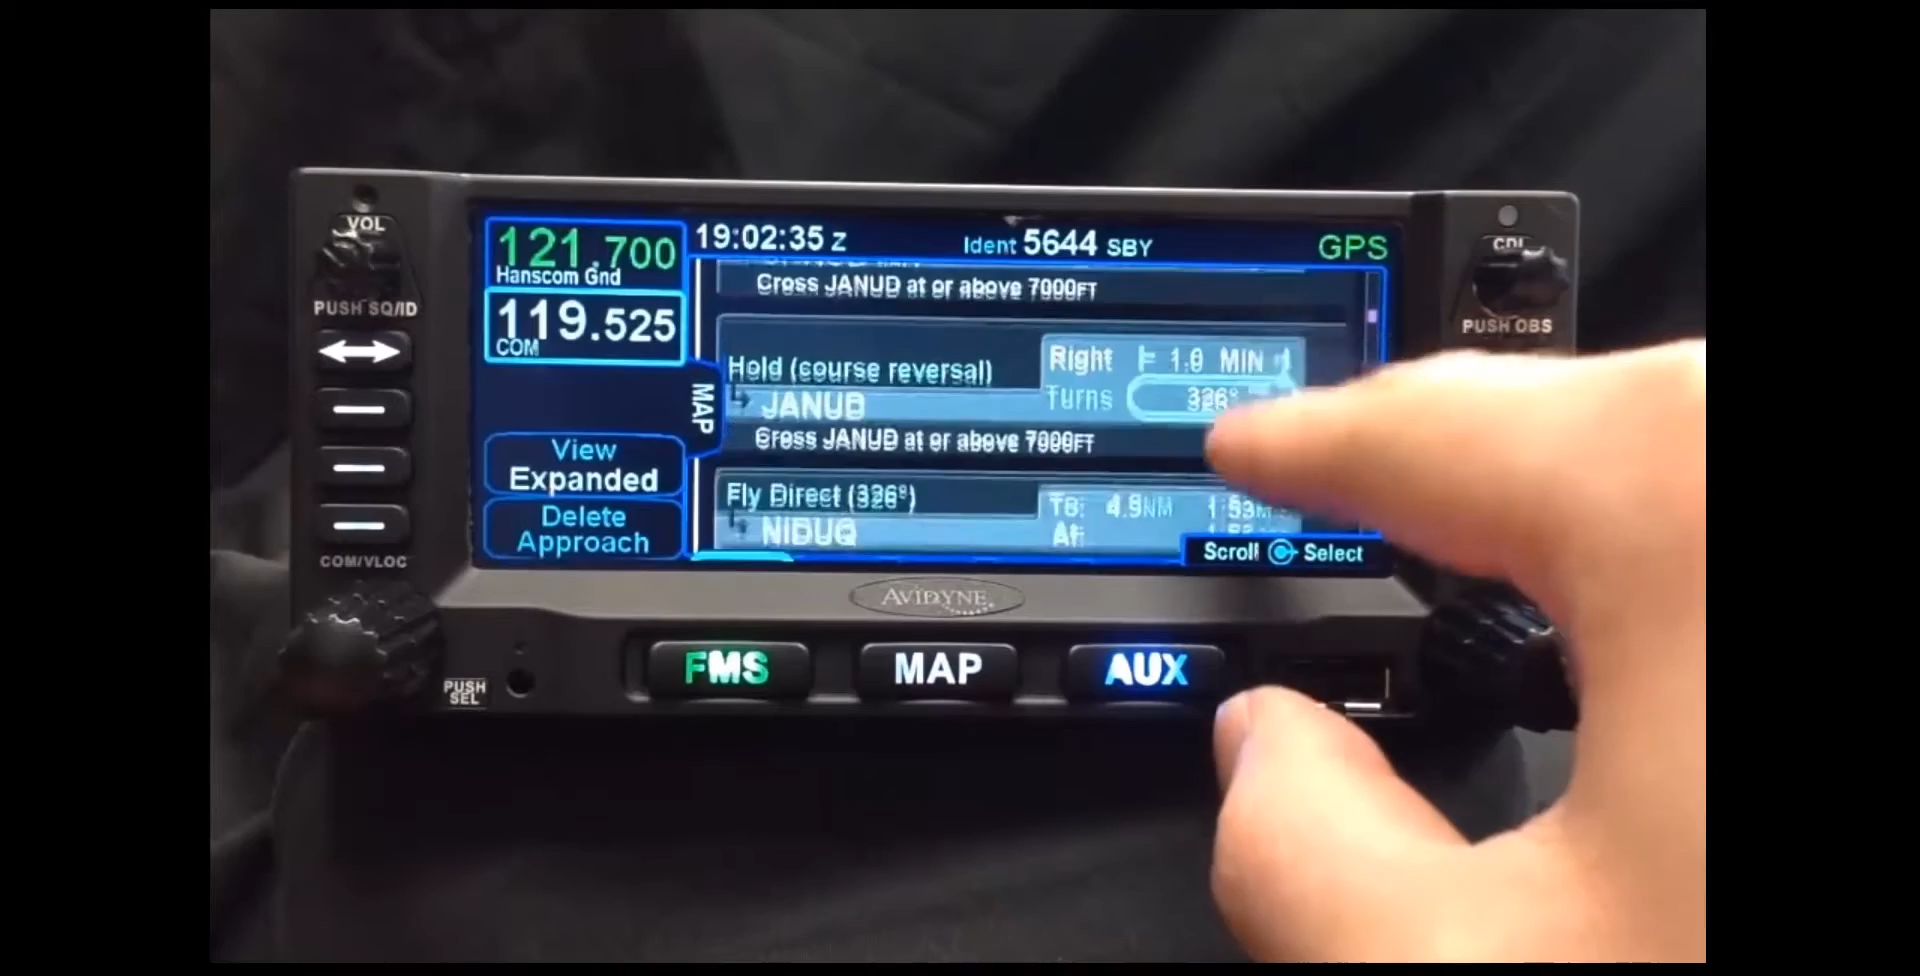 VOL
PUSH SQ/ID
COM/VLOC
PUSH
SEL
121.700
Hanscom Gnd
119.525
COM
View
Expanded
Delete
Approach
MAP
19:02:35 Z
Ident 5644 SBY
GPS
Cross JANUD at or above 7000FT
Hold (course reversal)
JANUD
Right 1.0 MIN
Turns 326°
Cross JANUD at or above 7000FT
Fly Direct (326°)
NIDUQ
To: 4.9NM
At:
Scroll Select
AVIDYNE
FMS
MAP
AUX
CDI
PUSH OBS